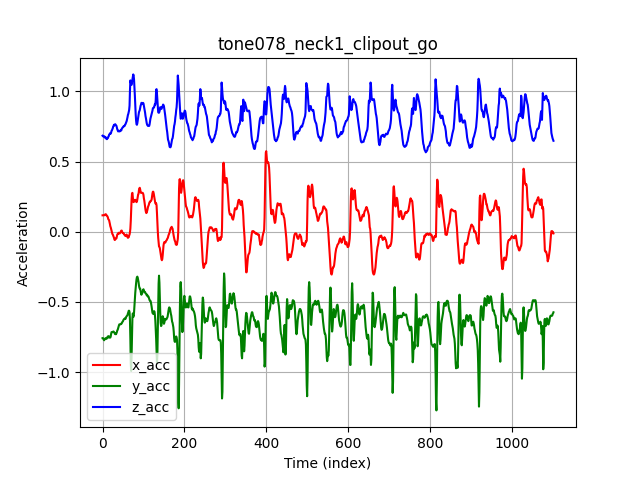 tone078_neck1_clipout_go
1.0
0.5
0.0
−0.5
−1.0
Acceleration
x_acc
y_acc
z_acc
0 200 400 600 800 1000
Time (index)